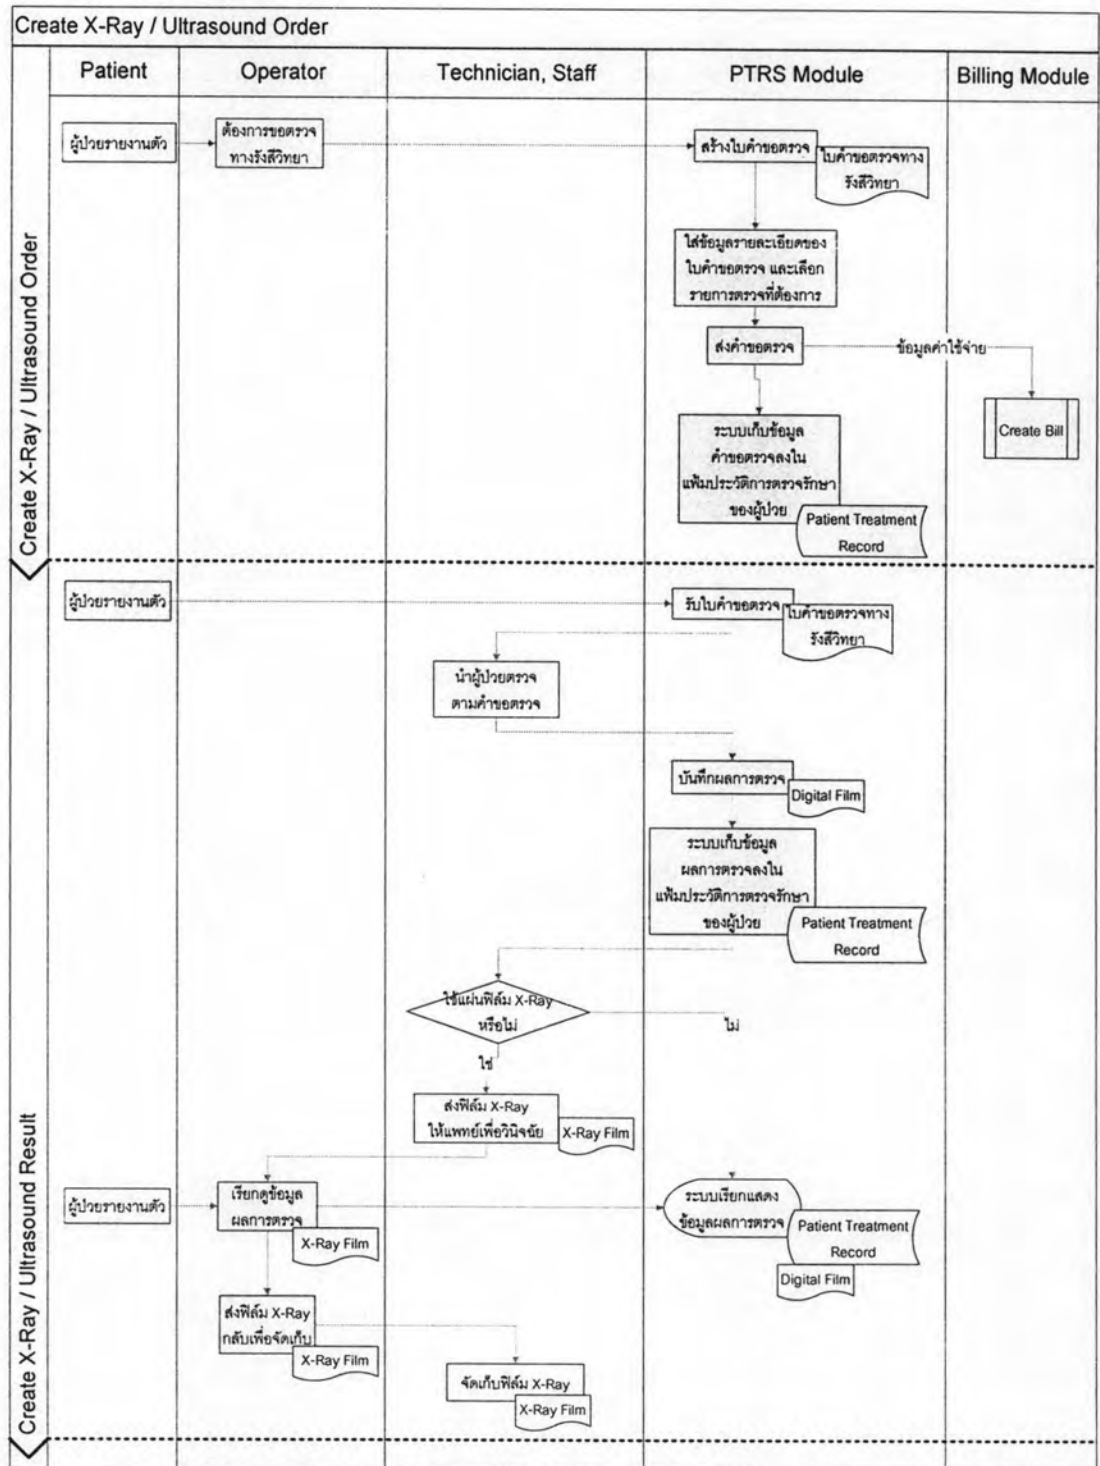 Create X-Ray / Ultrasound Order
Patient
Operator
Technician, Staff
PTRS Module
Billing Module
Create X-Ray / Ultrasound Order
ผู้ป่วยรายงานตัว
ต้องการขอตรวจ
ทางรังสีวิทยา
สร้างใบคำขอตรวจ
ใบคำขอตรวจทาง
รังสีวิทยา
ใส่ข้อมูลรายละเอียดของ
ใบคำขอตรวจ และเลือก
รายการตรวจที่ต้องการ
ส่งคำขอตรวจ
ข้อมูลค่าใช้จ่าย
Create Bill
ระบบเก็บข้อมูล
คำขอตรวจลงใน
แฟ้มประวัติการตรวจรักษา
ของผู้ป่วย
Patient Treatment
Record
Create X-Ray / Ultrasound Result
ผู้ป่วยรายงานตัว
รับใบคำขอตรวจ
ใบคำขอตรวจทาง
รังสีวิทยา
นำผู้ป่วยตรวจ
ตามคำขอตรวจ
บันทึกผลการตรวจ
Digital Film
ระบบเก็บข้อมูล
ผลการตรวจลงใน
แฟ้มประวัติการตรวจรักษา
ของผู้ป่วย
Patient Treatment
Record
ใช้แผ่นฟิล์ม X-Ray
หรือไม่
ไม่
ใช่
ส่งฟิล์ม X-Ray
ให้แพทย์เพื่อวินิจฉัย
X-Ray Film
ผู้ป่วยรายงานตัว
เรียกดูข้อมูล
ผลการตรวจ
X-Ray Film
ระบบเรียกแสดง
ข้อมูลผลการตรวจ
Patient Treatment
Record
Digital Film
ส่งฟิล์ม X-Ray
กลับเพื่อจัดเก็บ
X-Ray Film
จัดเก็บฟิล์ม X-Ray
X-Ray Film